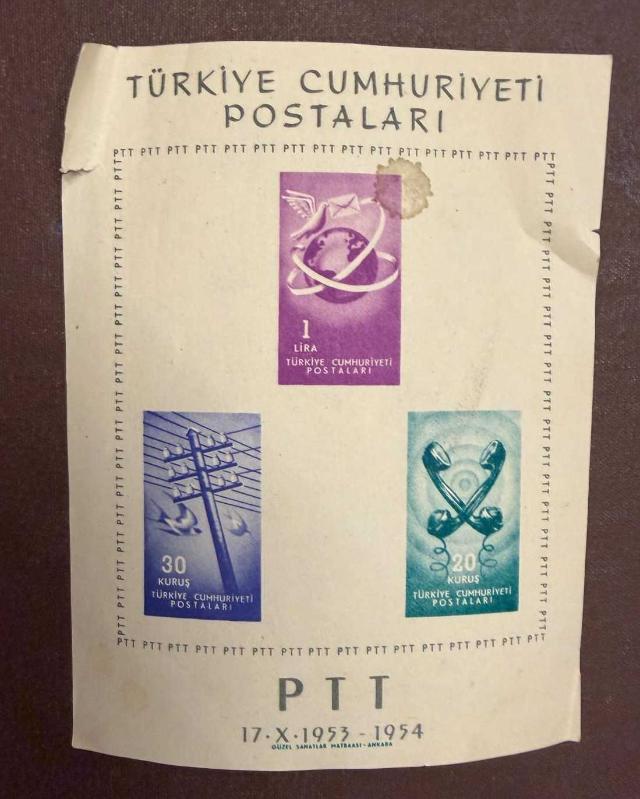 TÜRKİYE CUMHURİYETİ
POSTALARI
PTT PTT PTT PTT PTT PTT PTT PTT PTT PTT PTT PTT PTT PTT PTT PTT
1
LİRA
TÜRKİYE CUMHURİYETİ
POSTALARI
30
KURUŞ
TÜRKİYE CUMHURİYETİ
POSTALARI
20
KURUŞ
TÜRKİYE CUMHURİYETİ
POSTALARI
PTT PTT PTT PTT PTT PTT PTT PTT PTT PTT PTT PTT PTT PTT PTT PTT
PTT
17·X·1953-1954
GÜZEL SANATLAR MATBAASI-ANKARA